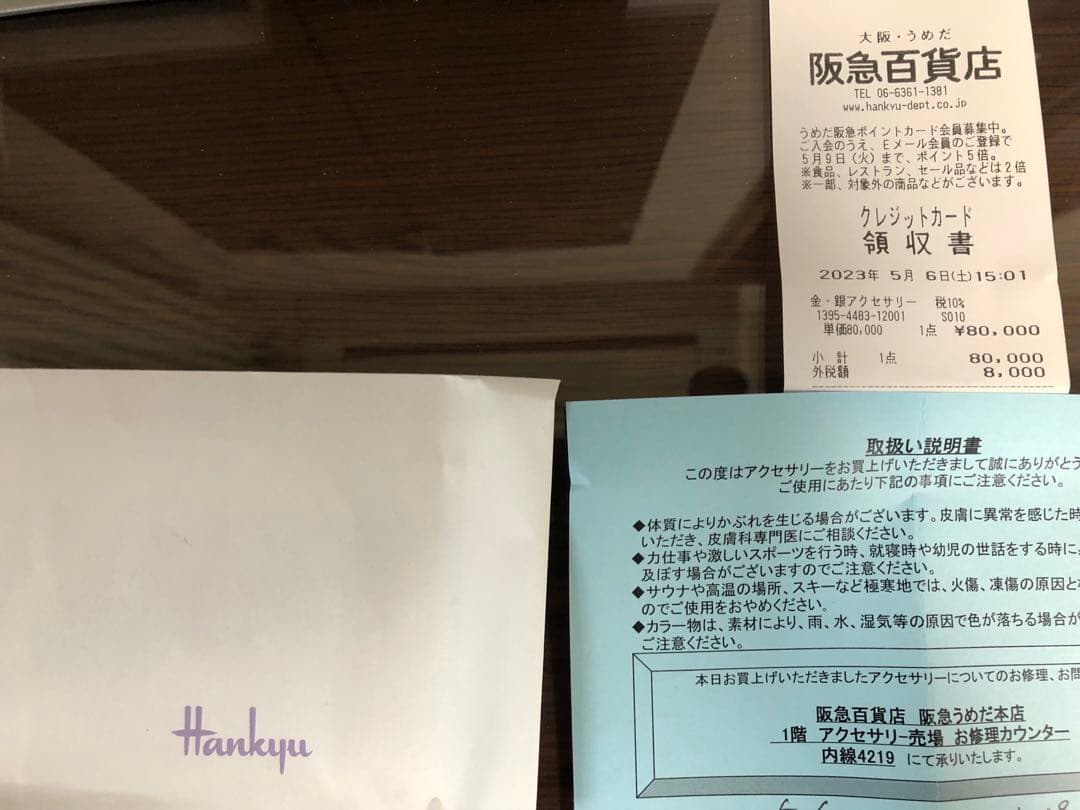 大阪・うめだ
阪急百貨店
TEL 06-6361-1381
www.hankyu-dept.co.jp
うめだ阪急ポイントカード会員募集中。
ご入会のうえ、Eメール会員のご登録で
5月9日(火)まで、ポイント5倍。
※食品、レストラン、セール品などは2倍
※一部、対象外の商品などがございます。
クレジットカード
領収書
2023年 5月 6日(土)15:01
金・銀アクセサリー 税10%
1395-4483-12001 S010
単価80,000 1点 ¥80,000
小計 1点 80,000
外税額 8,000
取扱い説明書
この度はアクセサリーをお買上げいただきまして誠にありがとう
ご使用にあたり下記の事項にご注意ください。
◆体質によりかぶれを生じる場合がございます。皮膚に異常を感じた時
いただき、皮膚科専門医にご相談ください。
◆力仕事や激しいスポーツを行う時、就寝時や幼児の世話をする時に
及ぼす場合がございますのでご注意ください。
◆サウナや高温の場所、スキーなど極寒地では、火傷、凍傷の原因と
のでご使用をおやめください。
◆カラー物は、素材により、雨、水、湿気等の原因で色が落ちる場合が
ご注意ください。
本日お買上げいただきましたアクセサリーについてのお修理、お問
阪急百貨店 阪急うめだ本店
1階 アクセサリー売場 お修理カウンター
内線4219 にて承りいたします。
Hankyu